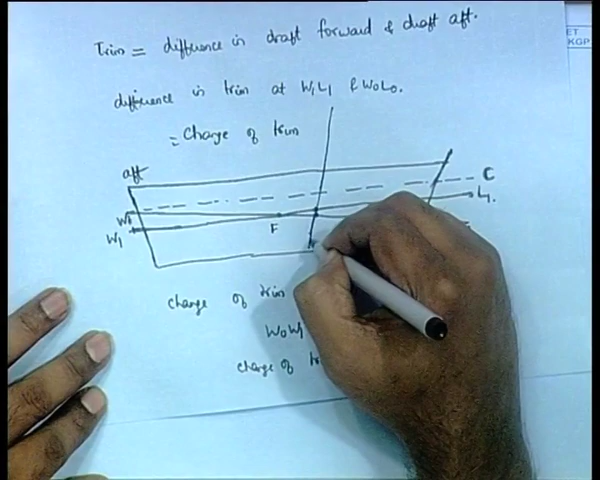 ET
KGP
Trim = difference in draft forward & draft aft.
difference in trim at W₁L₁ & W₀L₀.
= Change of trim
aft
C
W₀
L₁.
W₁
F
change of trim
W₀W₁
change of